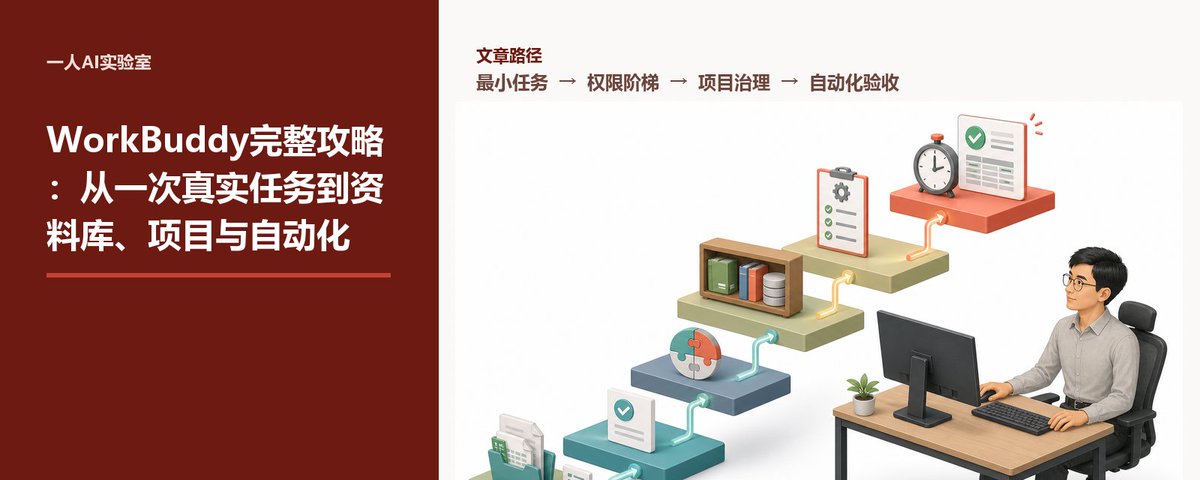 一人AI实验室
WorkBuddy完整攻略
：从一次真实任务到资
料库、项目与自动化
文章路径
最小任务 → 权限阶梯 → 项目治理 → 自动化验收